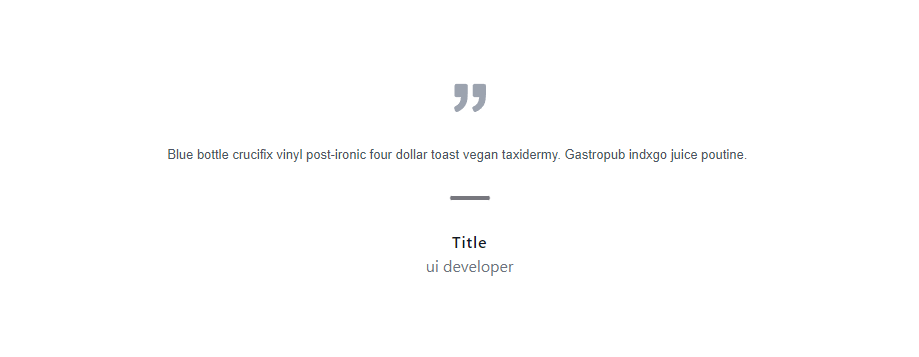 ”
Blue bottle crucifix vinyl post-ironic four dollar toast vegan taxidermy. Gastropub indxgo juice poutine.
Title
ui developer